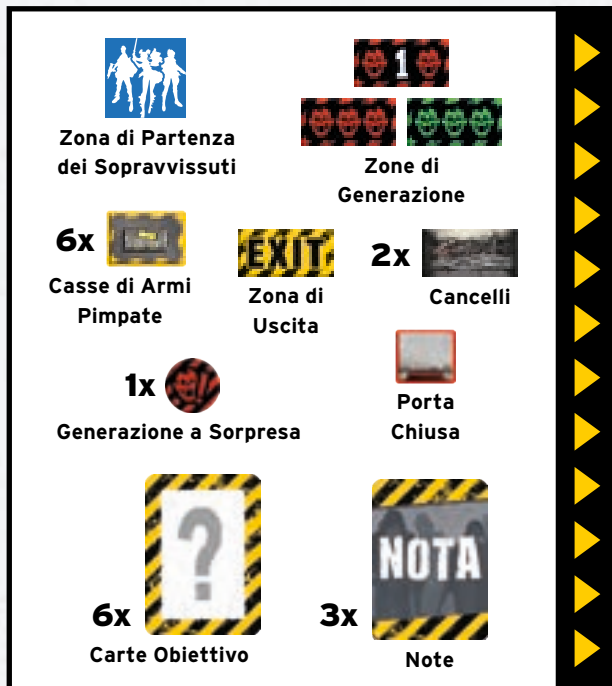 Zona di Partenza
dei Sopravvissuti
1
Zone di
Generazione
6x
Casse di Armi
Pimpate
EXIT
Zona di
Uscita
2x
Cancelli
1x
Generazione a Sorpresa
Porta
Chiusa
?
6x
Carte Obiettivo
NOTA
3x
Note